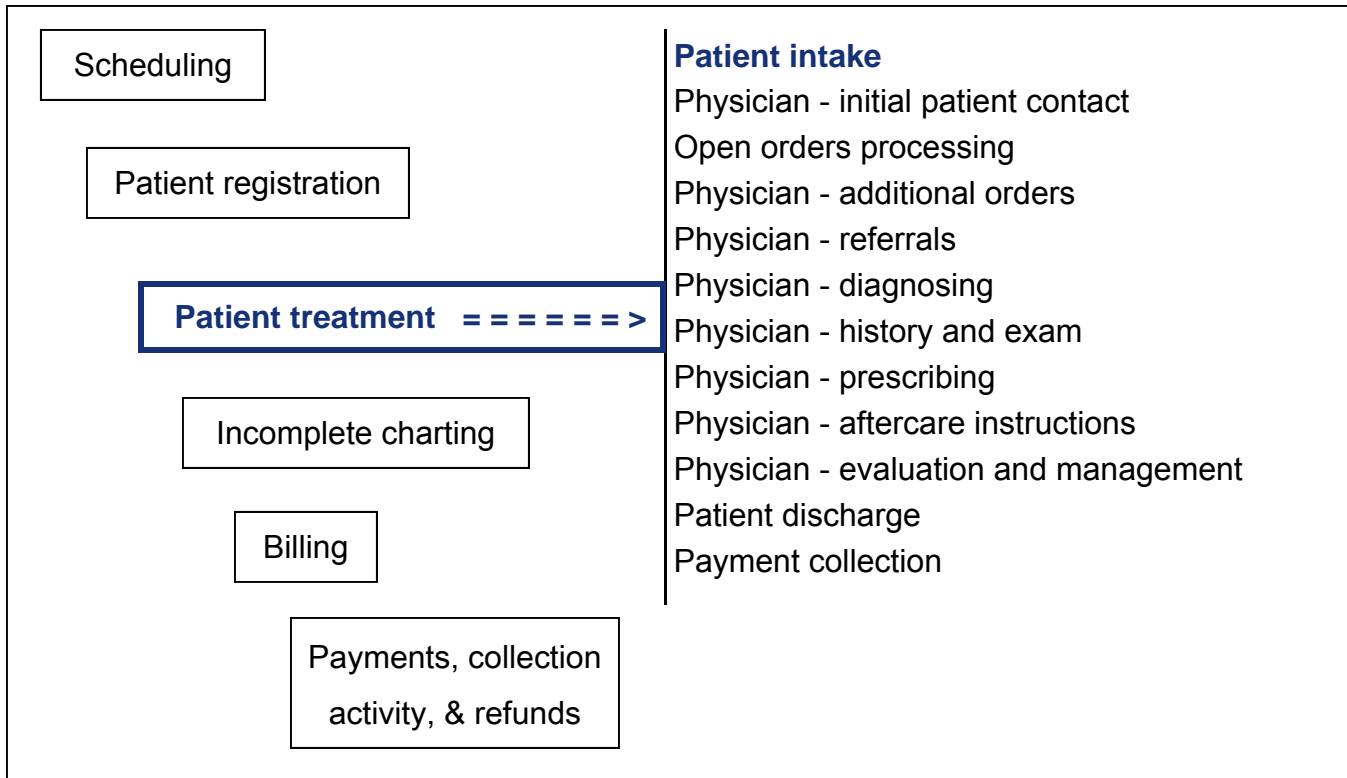 Scheduling
Patient registration
Patient treatment = = = = = = >
Incomplete charting
Billing
Payments, collection
activity, & refunds
Patient intake
Physician - initial patient contact
Open orders processing
Physician - additional orders
Physician - referrals
Physician - diagnosing
Physician - history and exam
Physician - prescribing
Physician - aftercare instructions
Physician - evaluation and management
Patient discharge
Payment collection